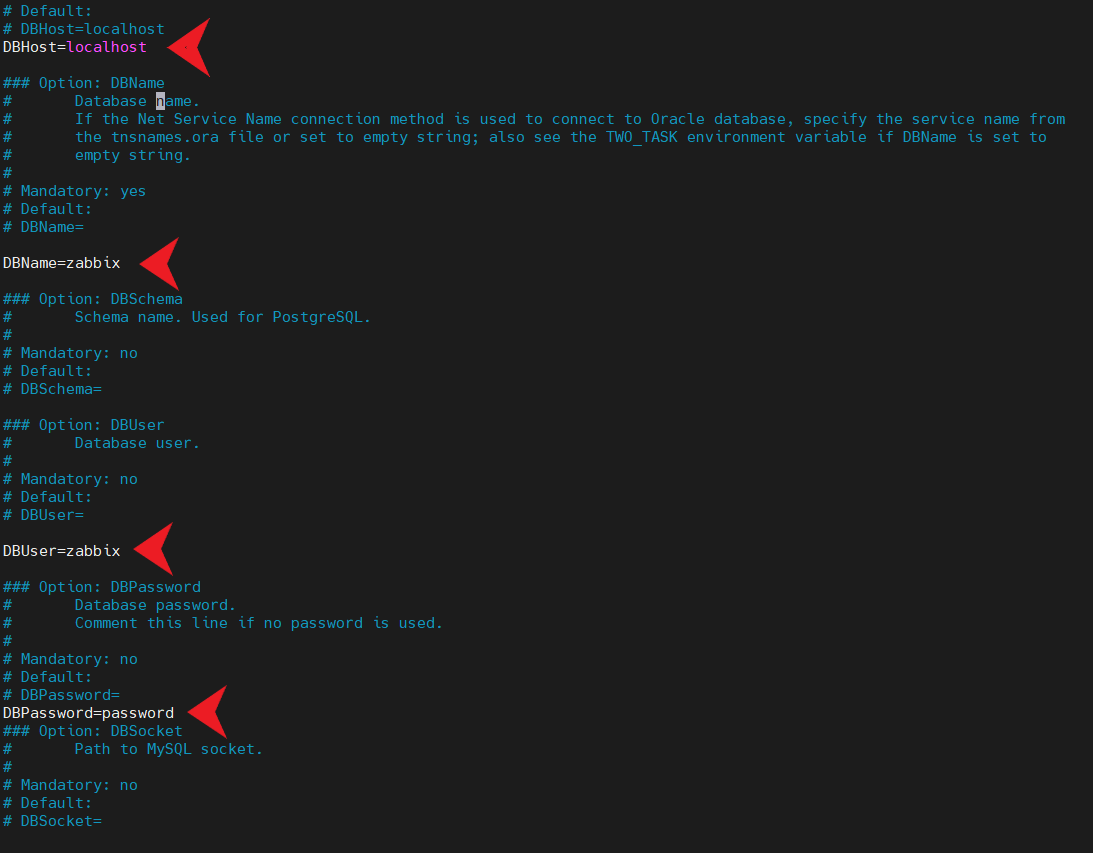 # Default:
# DBHost=localhost
DBHost=localhost
### Option: DBName
#       Database name.
#       If the Net Service Name connection method is used to connect to Oracle database, specify the service name from
#       the tnsnames.ora file or set to empty string; also see the TWO_TASK environment variable if DBName is set to
#       empty string.
#
# Mandatory: yes
# Default:
# DBName=
DBName=zabbix
### Option: DBSchema
#       Schema name. Used for PostgreSQL.
#
# Mandatory: no
# Default:
# DBSchema=
### Option: DBUser
#       Database user.
#
# Mandatory: no
# Default:
# DBUser=
DBUser=zabbix
### Option: DBPassword
#       Database password.
#       Comment this line if no password is used.
#
# Mandatory: no
# Default:
# DBPassword=
DBPassword=password
### Option: DBSocket
#       Path to MySQL socket.
#
# Mandatory: no
# Default:
# DBSocket=